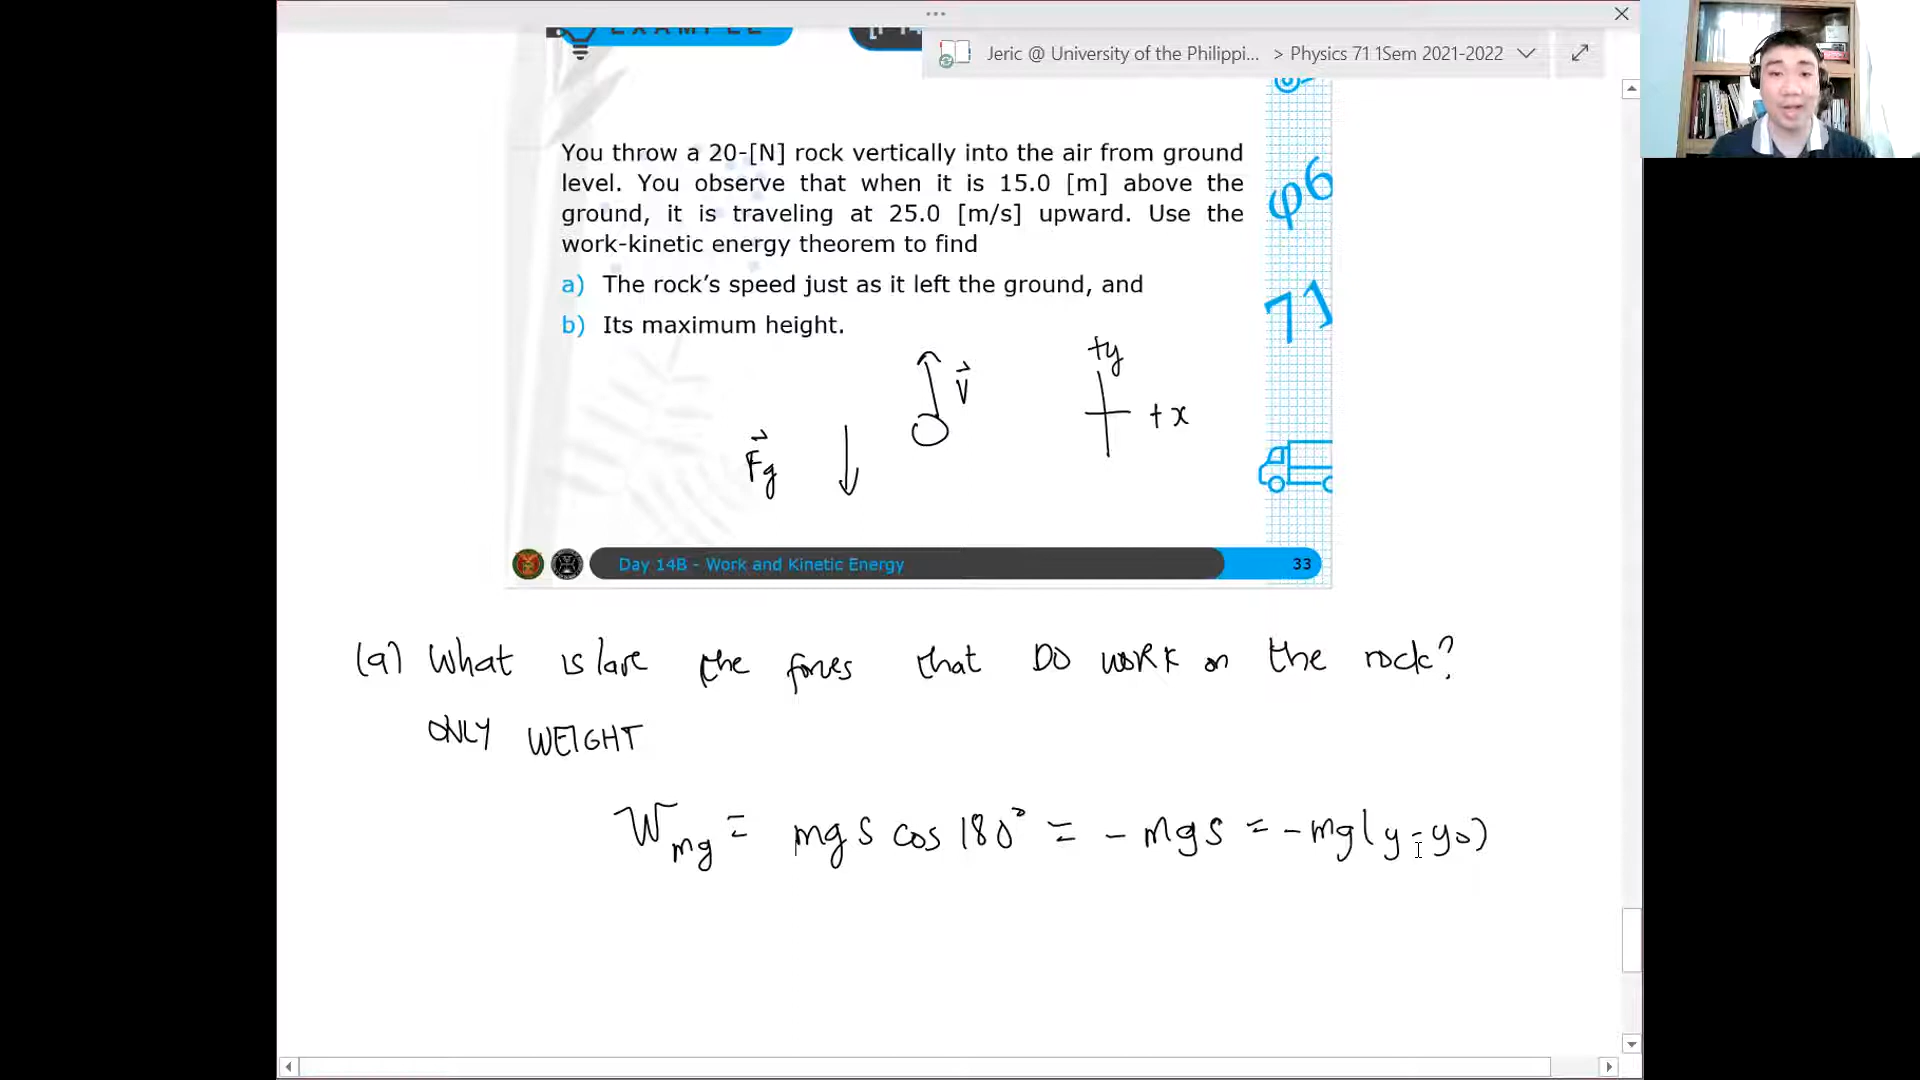 ...
EXAMPLE
Jeric @ University of the Philippi... > Physics 71 1Sem 2021-2022
You throw a 20-[N] rock vertically into the air from ground
level. You observe that when it is 15.0 [m] above the
ground, it is traveling at 25.0 [m/s] upward. Use the
work-kinetic energy theorem to find
a) The rock's speed just as it left the ground, and
b) Its maximum height.
φ6
71
+y
V⃗
+x
F⃗g
Day 14B - Work and Kinetic Energy 33
(a) What is/are the forces that DO WORK on the rock?
ONLY WEIGHT
Wmg = mgs cos 180° = -mgs = -mg(y-y0)